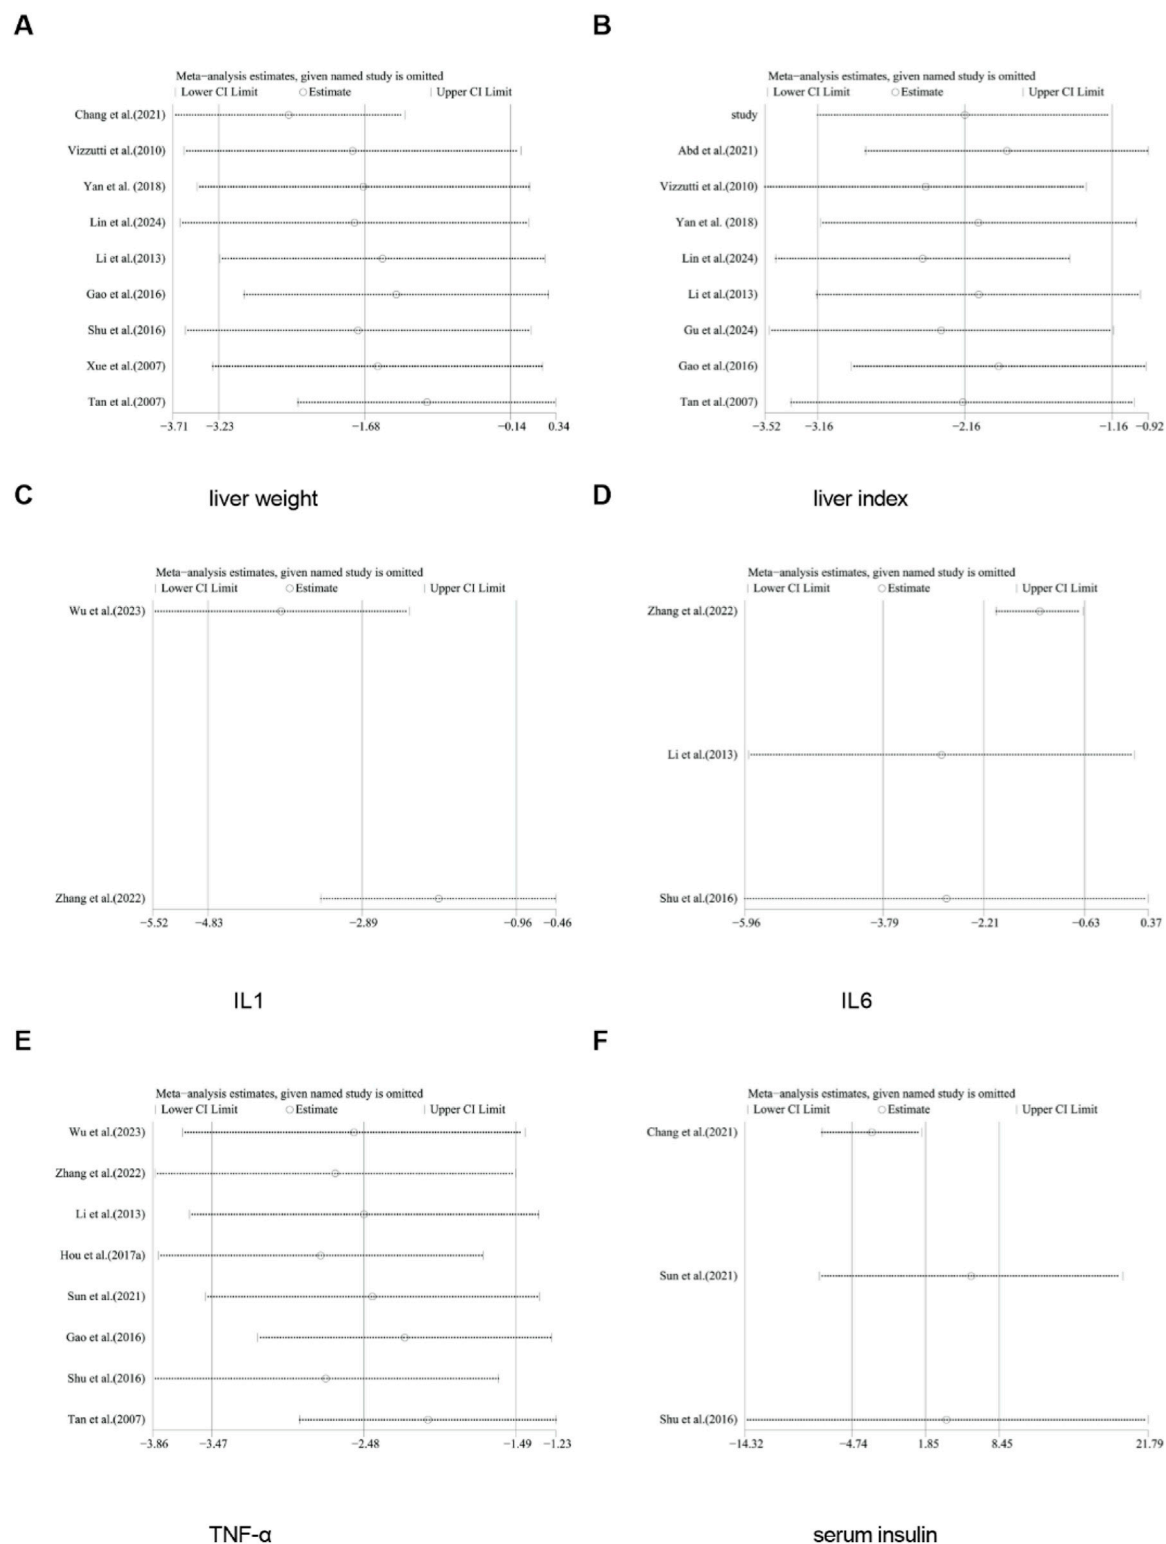 A
Meta−analysis estimates, given named study is omitted
Lower CI Limit Estimate Upper CI Limit
Chang et al.(2021)
Vizzutti et al.(2010)
Yan et al. (2018)
Lin et al.(2024)
Li et al.(2013)
Gao et al.(2016)
Shu et al.(2016)
Xue et al.(2007)
Tan et al.(2007)
−3.71 −3.23 −1.68 −0.14 0.34
liver weight
B
Meta−analysis estimates, given named study is omitted
Lower CI Limit Estimate Upper CI Limit
study
Abd et al.(2021)
Vizzutti et al.(2010)
Yan et al. (2018)
Lin et al.(2024)
Li et al.(2013)
Gu et al.(2024)
Gao et al.(2016)
Tan et al.(2007)
−3.52 −3.16 −2.16 −1.16 −0.92
liver index
C
Meta−analysis estimates, given named study is omitted
Lower CI Limit Estimate Upper CI Limit
Wu et al.(2023)
Zhang et al.(2022)
−5.52 −4.83 −2.89 −0.96 −0.46
IL1
D
Meta−analysis estimates, given named study is omitted
Lower CI Limit Estimate Upper CI Limit
Zhang et al.(2022)
Li et al.(2013)
Shu et al.(2016)
−5.96 −3.79 −2.21 −0.63 0.37
IL6
E
Meta−analysis estimates, given named study is omitted
Lower CI Limit Estimate Upper CI Limit
Wu et al.(2023)
Zhang et al.(2022)
Li et al.(2013)
Hou et al.(2017a)
Sun et al.(2021)
Gao et al.(2016)
Shu et al.(2016)
Tan et al.(2007)
−3.86 −3.47 −2.48 −1.49 −1.23
TNF-α
F
Meta−analysis estimates, given named study is omitted
Lower CI Limit Estimate Upper CI Limit
Chang et al.(2021)
Sun et al.(2021)
Shu et al.(2016)
−14.32 −4.74 1.85 8.45 21.79
serum insulin